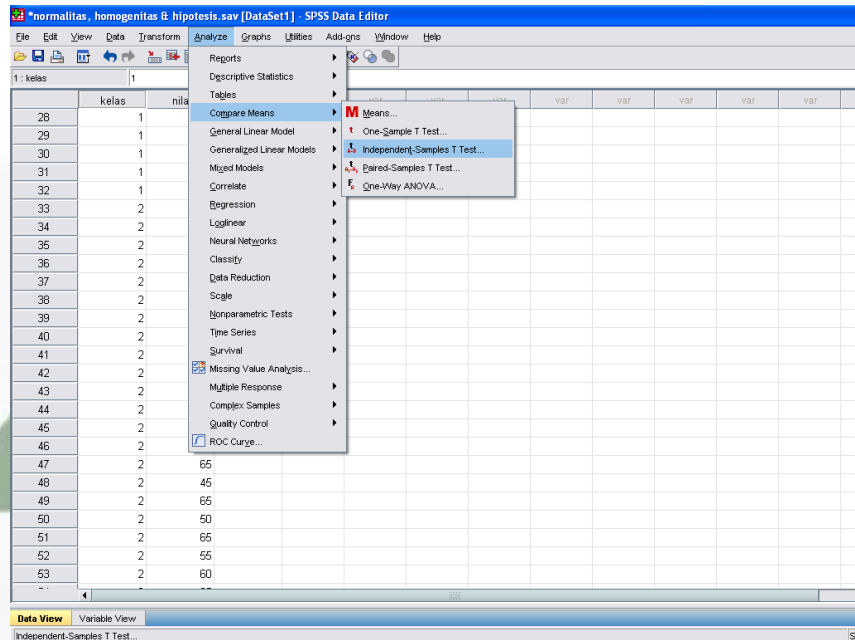 *normalitas, homogenitas & hipotesis.sav [DataSet1] - SPSS Data Editor
File Edit View Data Transform Analyze Graphs Utilities Add-ons Window Help
1 : kelas 1
kelas nila var var var var var var var var
Reports
Descriptive Statistics
Tables
Compare Means
General Linear Model
Generalized Linear Models
Mixed Models
Correlate
Regression
Loglinear
Neural Networks
Classify
Data Reduction
Scale
Nonparametric Tests
Time Series
Survival
Missing Value Analysis...
Multiple Response
Complex Samples
Quality Control
ROC Curve...
M Means...
t One-Sample T Test...
Independent-Samples T Test...
Paired-Samples T Test...
One-Way ANOVA...
28 1
29 1
30 1
31 1
32 1
33 2
34 2
35 2
36 2
37 2
38 2
39 2
40 2
41 2
42 2
43 2
44 2
45 2
46 2
47 2 65
48 2 45
49 2 65
50 2 50
51 2 65
52 2 55
53 2 60
Data View Variable View
Independent-Samples T Test...